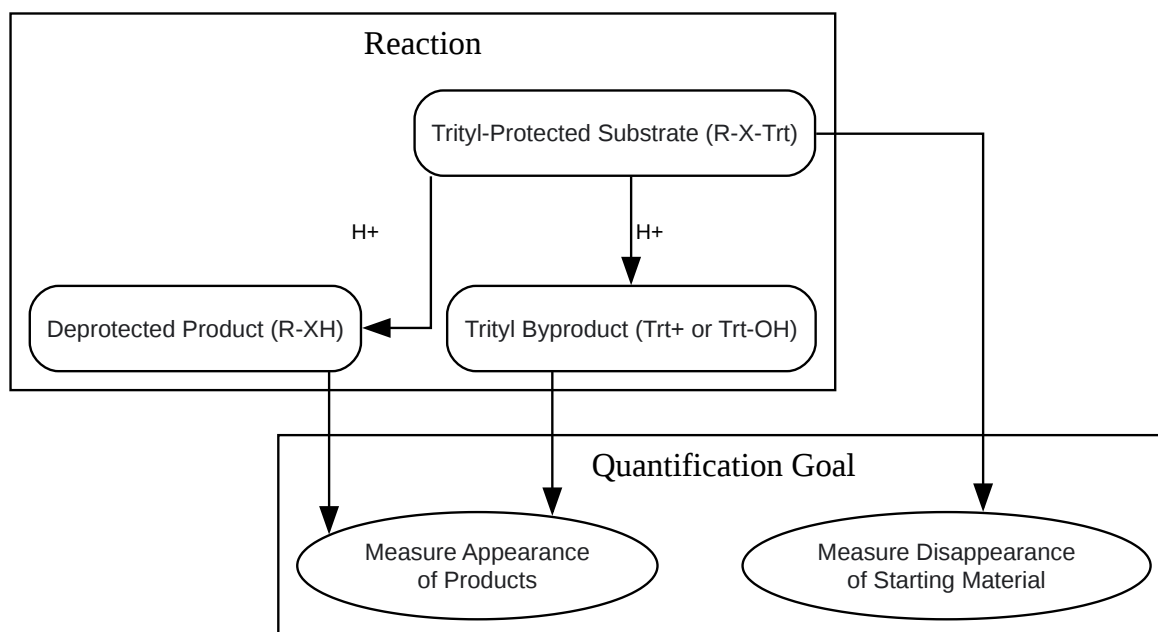 Reaction
Trityl-Protected Substrate (R-X-Trt)
H+
H+
Deprotected Product (R-XH)
Trityl Byproduct (Trt+ or Trt-OH)
Quantification Goal
Measure Appearance
of Products
Measure Disappearance
of Starting Material